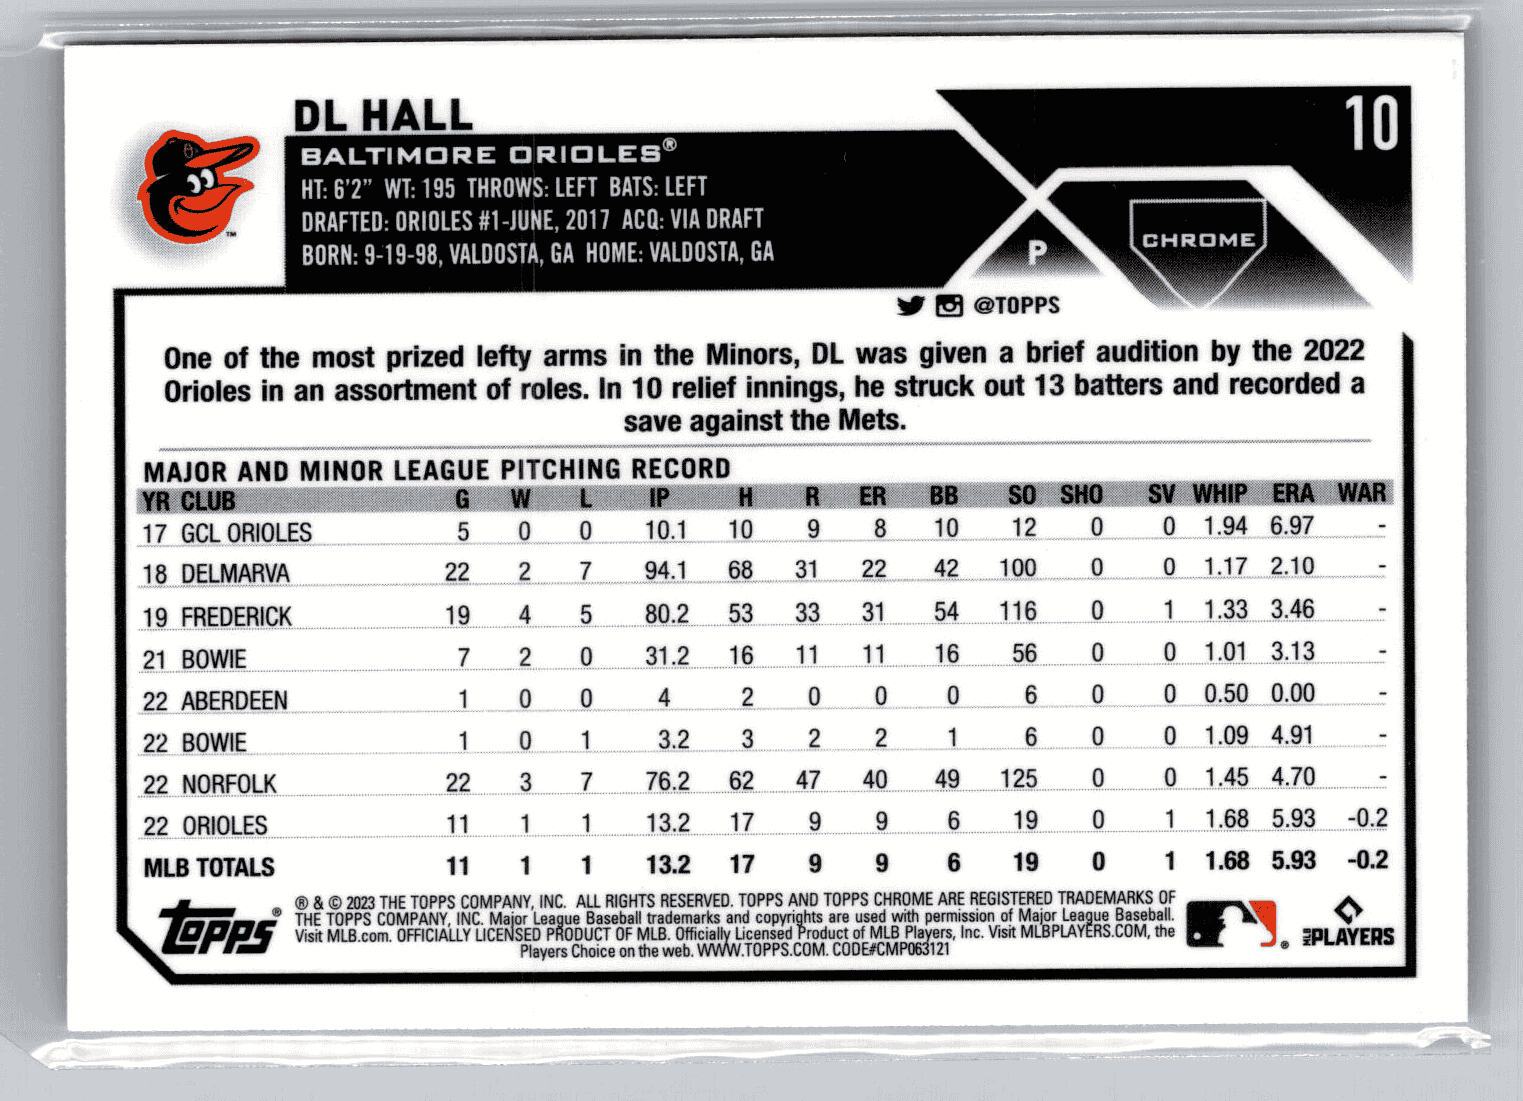 10
DL HALL
BALTIMORE ORIOLES®
HT: 6'2" WT: 195 THROWS: LEFT BATS: LEFT
DRAFTED: ORIOLES #1-JUNE, 2017 ACQ: VIA DRAFT
BORN: 9-19-98, VALDOSTA, GA HOME: VALDOSTA, GA
P
CHROME
TM
@TOPPS
One of the most prized lefty arms in the Minors, DL was given a brief audition by the 2022
Orioles in an assortment of roles. In 10 relief innings, he struck out 13 batters and recorded a
save against the Mets.
MAJOR AND MINOR LEAGUE PITCHING RECORD
YR CLUB G W L IP H R ER BB SO SHO SV WHIP ERA WAR
17 GCL ORIOLES 5 0 0 10.1 10 9 8 10 12 0 0 1.94 6.97 -
18 DELMARVA 22 2 7 94.1 68 31 22 42 100 0 0 1.17 2.10 -
19 FREDERICK 19 4 5 80.2 53 33 31 54 116 0 1 1.33 3.46 -
21 BOWIE 7 2 0 31.2 16 11 11 16 56 0 0 1.01 3.13 -
22 ABERDEEN 1 0 0 4 2 0 0 0 6 0 0 0.50 0.00 -
22 BOWIE 1 0 1 3.2 3 2 2 1 6 0 0 1.09 4.91 -
22 NORFOLK 22 3 7 76.2 62 47 40 49 125 0 0 1.45 4.70 -
22 ORIOLES 11 1 1 13.2 17 9 9 6 19 0 1 1.68 5.93 -0.2
MLB TOTALS 11 1 1 13.2 17 9 9 6 19 0 1 1.68 5.93 -0.2
topps®
® & © 2023 THE TOPPS COMPANY, INC. ALL RIGHTS RESERVED. TOPPS AND TOPPS CHROME ARE REGISTERED TRADEMARKS OF
THE TOPPS COMPANY, INC. Major League Baseball trademarks and copyrights are used with permission of Major League Baseball.
Visit MLB.com. OFFICIALLY LICENSED PRODUCT OF MLB. Officially Licensed Product of MLB Players, Inc. Visit MLBPLAYERS.COM, the
Players Choice on the web. WWW.TOPPS.COM. CODE#CMP063121
®
MLB PLAYERS